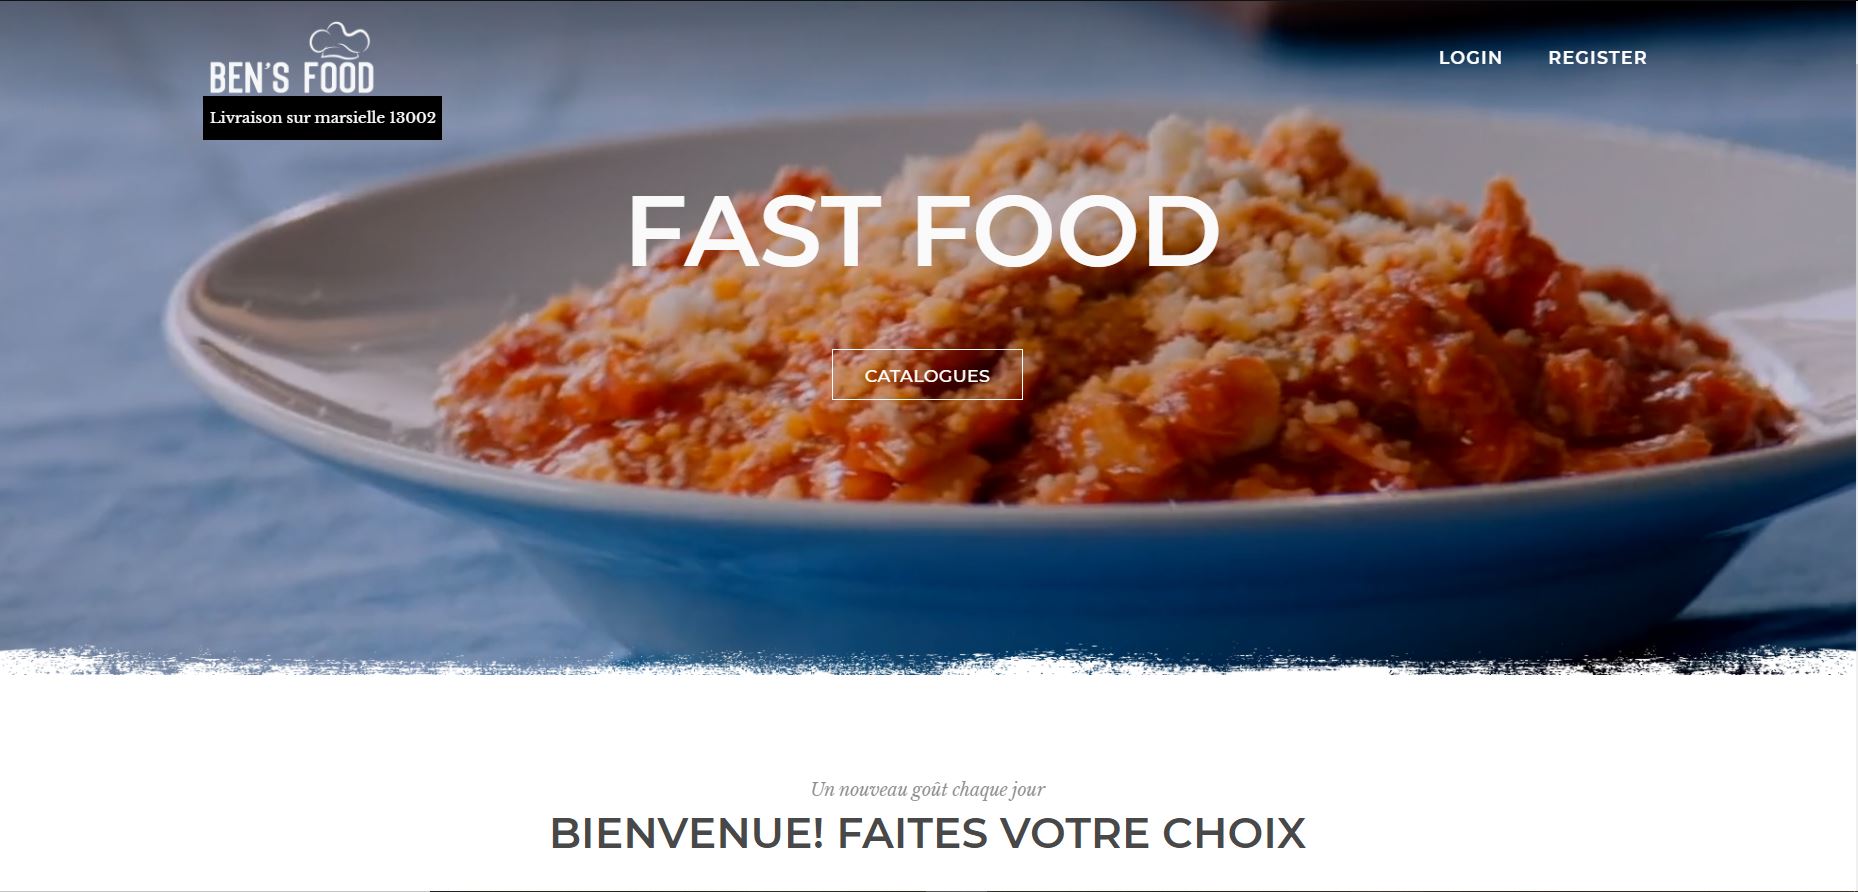 BEN'S FOOD
LOGIN
REGISTER
Livraison sur marsielle 13002
FAST FOOD
CATALOGUES
Un nouveau goût chaque jour
BIENVENUE! FAITES VOTRE CHOIX